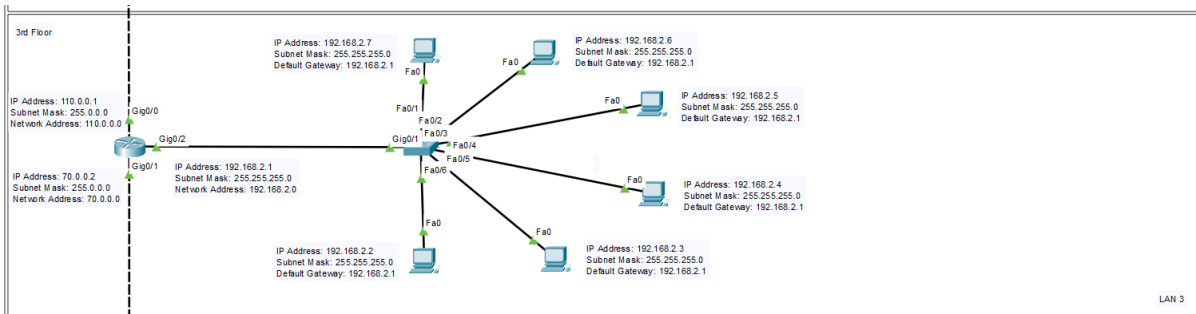 3rd Floor
IP Address: 192.168.2.7
Subnet Mask: 255.255.255.0
Default Gateway: 192.168.2.1
IP Address: 192.168.2.6
Subnet Mask: 255.255.255.0
Default Gateway: 192.168.2.1
Fa0
Fa0
IP Address: 192.168.2.5
Subnet Mask: 255.255.255.0
Default Gateway: 192.168.2.1
Fa0
IP Address: 110.0.0.1
Subnet Mask: 255.0.0.0
Network Address: 110.0.0.0
Gig0/0
Fa0/1
Fa0/2
Fa0/3
Gig0/2
Gig0/1
Fa0/4
Fa0/5
Fa0/6
Gig0/1
IP Address: 192.168.2.1
Subnet Mask: 255.255.255.0
Network Address: 192.168.2.0
IP Address: 70.0.0.2
Subnet Mask: 255.0.0.0
Network Address: 70.0.0.0
Fa0
IP Address: 192.168.2.4
Subnet Mask: 255.255.255.0
Default Gateway: 192.168.2.1
Fa0
Fa0
IP Address: 192.168.2.2
Subnet Mask: 255.255.255.0
Default Gateway: 192.168.2.1
IP Address: 192.168.2.3
Subnet Mask: 255.255.255.0
Default Gateway: 192.168.2.1
LAN 3